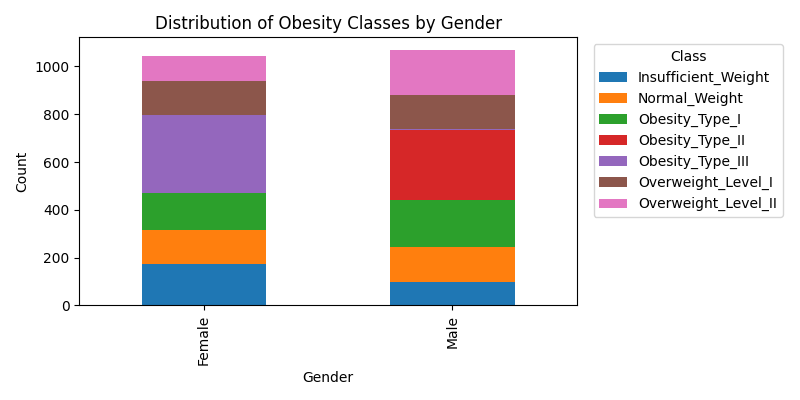 Distribution of Obesity Classes by Gender
Count
1000
800
600
400
200
0
Female
Male
Gender
Class
Insufficient_Weight
Normal_Weight
Obesity_Type_I
Obesity_Type_II
Obesity_Type_III
Overweight_Level_I
Overweight_Level_II